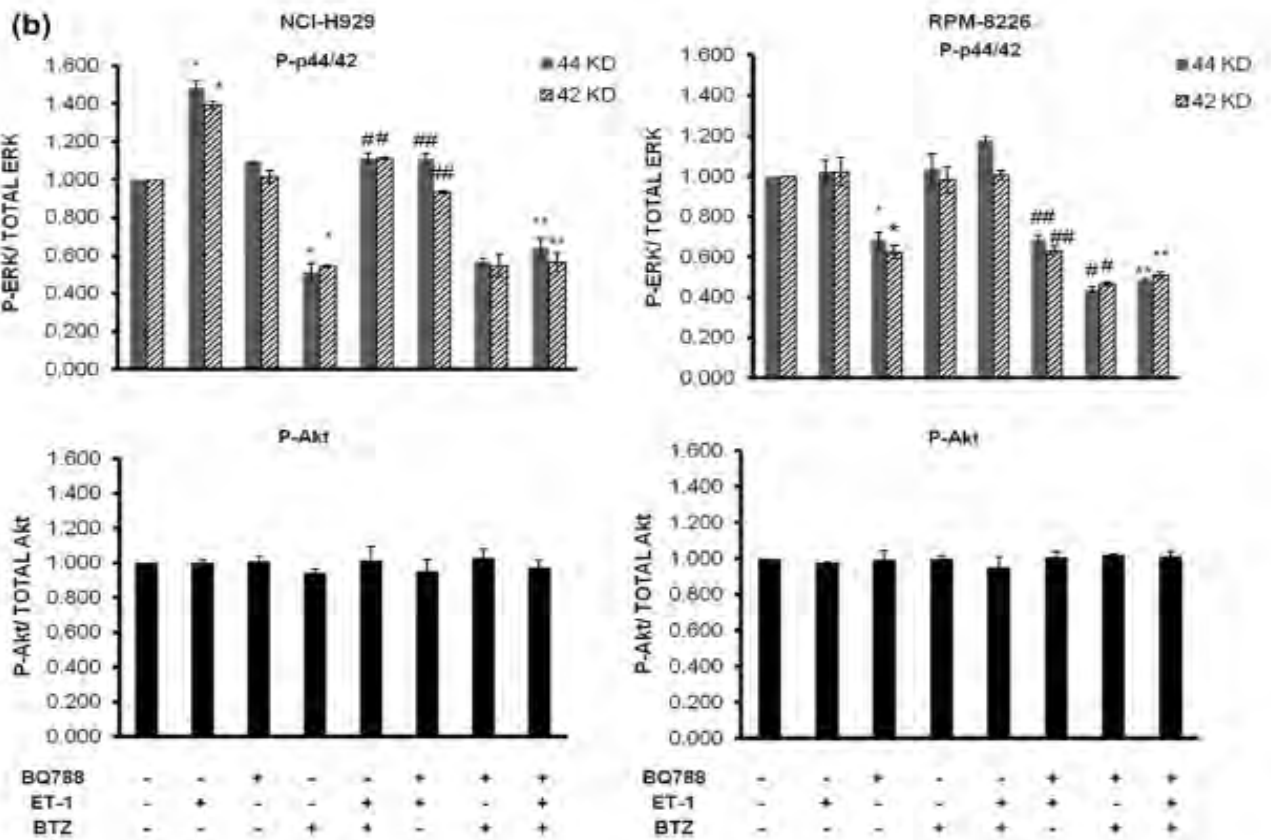 (b)
NCI-H929
P-p44/42
44 KD
42 KD
P-ERK/ TOTAL ERK
1.600
1.400
1.200
1.000
0.800
0.600
0.400
0.200
0.000
* * * * # # ## ## ** **
RPM-8226
P-p44/42
44 KD
42 KD
P-ERK/ TOTAL ERK
1.600
1.400
1.200
1.000
0.800
0.600
0.400
0.200
0.000
* * ## ## # # ** **
P-Akt
P-Akt/ TOTAL Akt
1.600
1.400
1.200
1.000
0.800
0.600
0.400
0.200
0.000
P-Akt
P-Akt/ TOTAL Akt
1.600
1.400
1.200
1.000
0.800
0.600
0.400
0.200
0.000
BQ788 - - + - - + + +
ET-1 - + - - + + - +
BTZ - - - + + - + +
BQ788 - - + - - + + +
ET-1 - + - - + + - +
BTZ - - - + + - + +